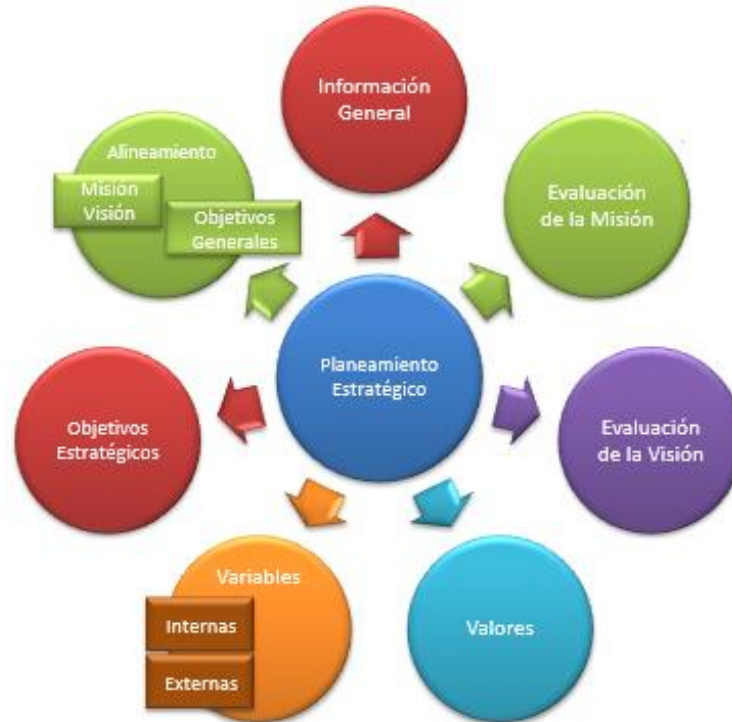 Información
General
Evaluación
de la Misión
Evaluación
de la Visión
Valores
Variables
Internas
Externas
Objetivos
Estratégicos
Alineamiento
Misión
Visión
Objetivos
Generales
Planeamiento
Estratégico